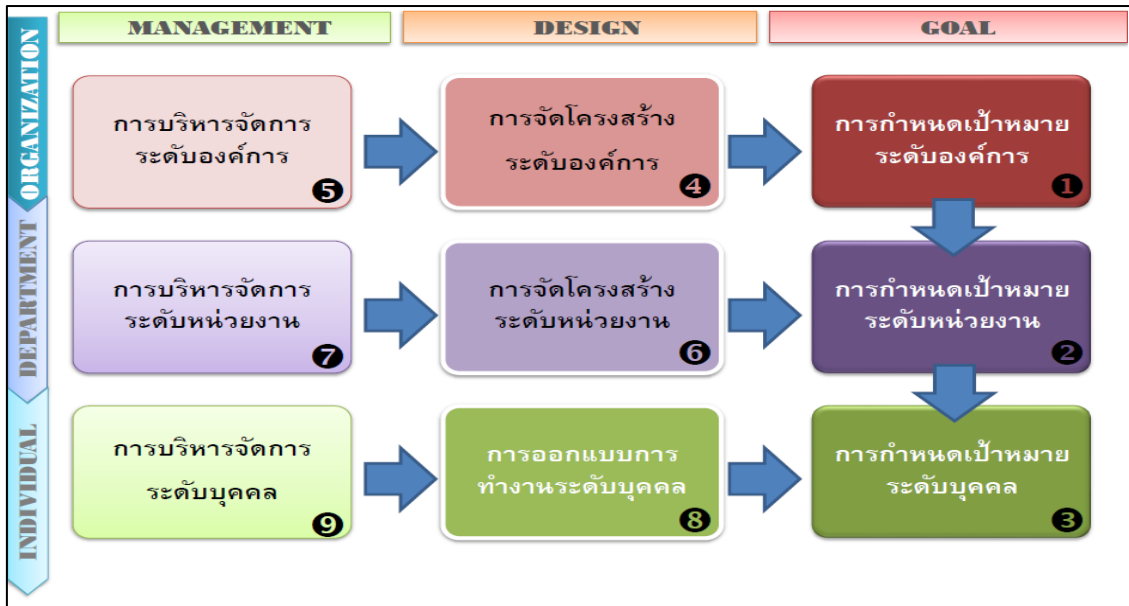 MANAGEMENT
DESIGN
GOAL
ORGANIZATION
การบริหารจัดการ
ระดับองค์การ
❺
การจัดโครงสร้าง
ระดับองค์การ
❹
การกำหนดเป้าหมาย
ระดับองค์การ
❶
DEPARTMENT
การบริหารจัดการ
ระดับหน่วยงาน
❼
การจัดโครงสร้าง
ระดับหน่วยงาน
❻
การกำหนดเป้าหมาย
ระดับหน่วยงาน
❷
INDIVIDUAL
การบริหารจัดการ
ระดับบุคคล
❾
การออกแบบการ
ทำงานระดับบุคคล
❽
การกำหนดเป้าหมาย
ระดับบุคคล
❸